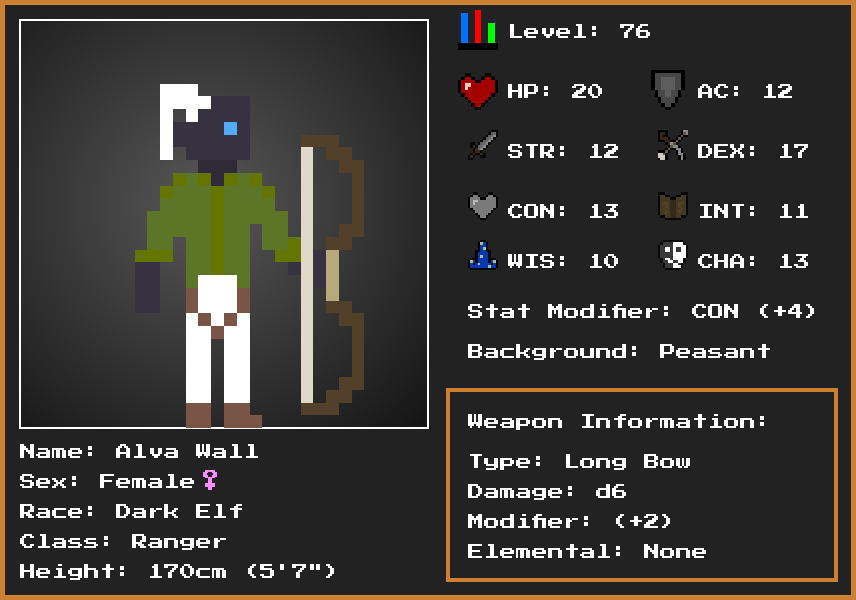 Level: 76
HP: 20 AC: 12
STR: 12 DEX: 17
CON: 13 INT: 11
WIS: 10 CHA: 13
Stat Modifier: CON (+4)
Background: Peasant
Weapon Information:
Type: Long Bow
Damage: d6
Modifier: (+2)
Elemental: None
Name: Alva Wall
Sex: Female♀
Race: Dark Elf
Class: Ranger
Height: 170cm (5'7")